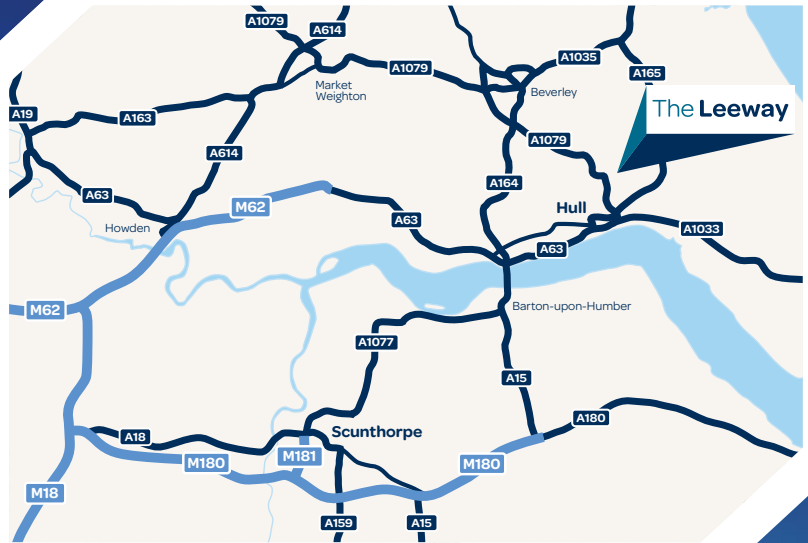 A1079
A614
A1035
A1079
A165
Market
Weighton
Beverley
The Leeway
A19
A163
A1079
A614
A164
A63
M62
Hull
A63
Howden
A1033
A63
M62
Barton-upon-Humber
A1077
A15
A180
A18
Scunthorpe
M181
M180
M180
M18
A159
A15